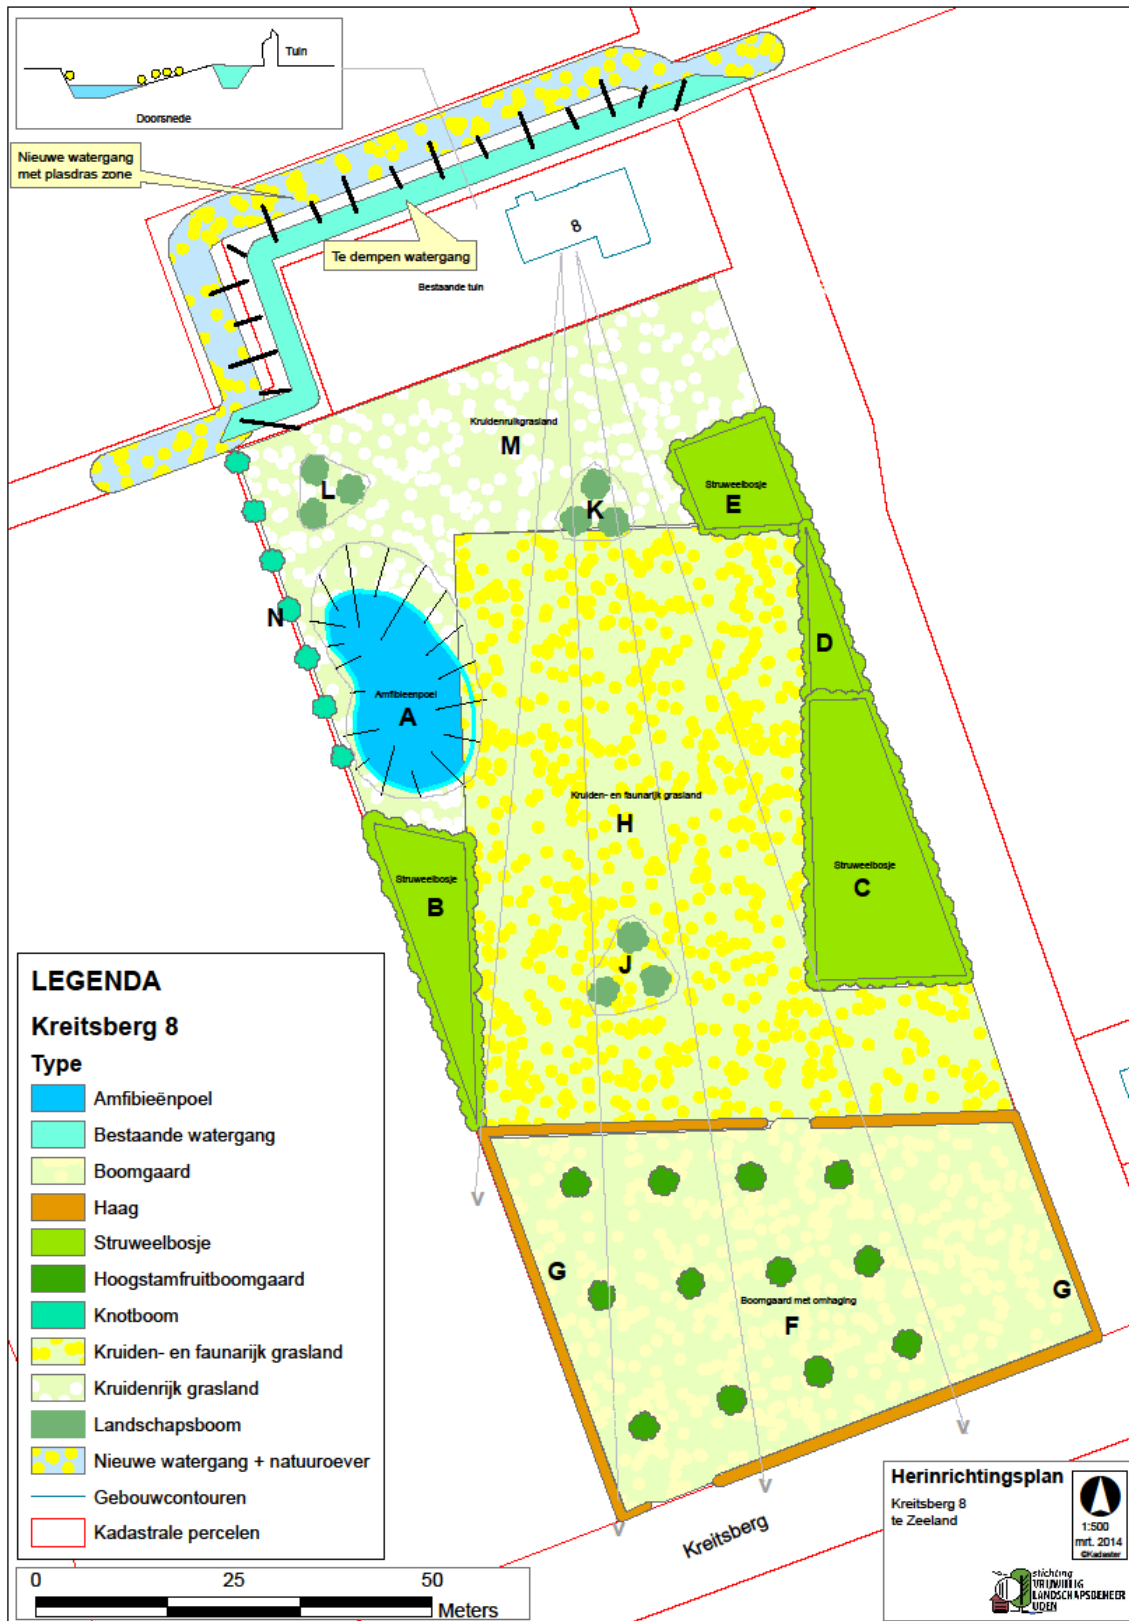 Tuin
Doorsnede
Nieuwe watergang
met plasdras zone
Te dempen watergang
8
Bestaande tuin
Kruidenruikgrasland
M
L
K
Struweelbosje
E
N
D
Amfibieenpoel
A
Kruiden- en faunarijk grasland
H
Struweelbosje
B
Struweelbosje
C
J
LEGENDA
Kreitsberg 8
Type
Amfibieënpoel
Bestaande watergang
Boomgaard
Haag
Struweelbosje
Hoogstamfruitboomgaard
Knotboom
Kruiden- en faunarijk grasland
Kruidenrijk grasland
Landschapsboom
Nieuwe watergang + natuuroever
Gebouwcontouren
Kadastrale percelen
V
G
G
Boomgaard met omhaging
F
V
V
V
Kreitsberg
Herinrichtingsplan
Kreitsberg 8
te Zeeland
1:500
mrt. 2014
©Kadaster
stichting
VRIJWILLIG
LANDSCHAPSBEHEER
UDEN
0 25 50
Meters